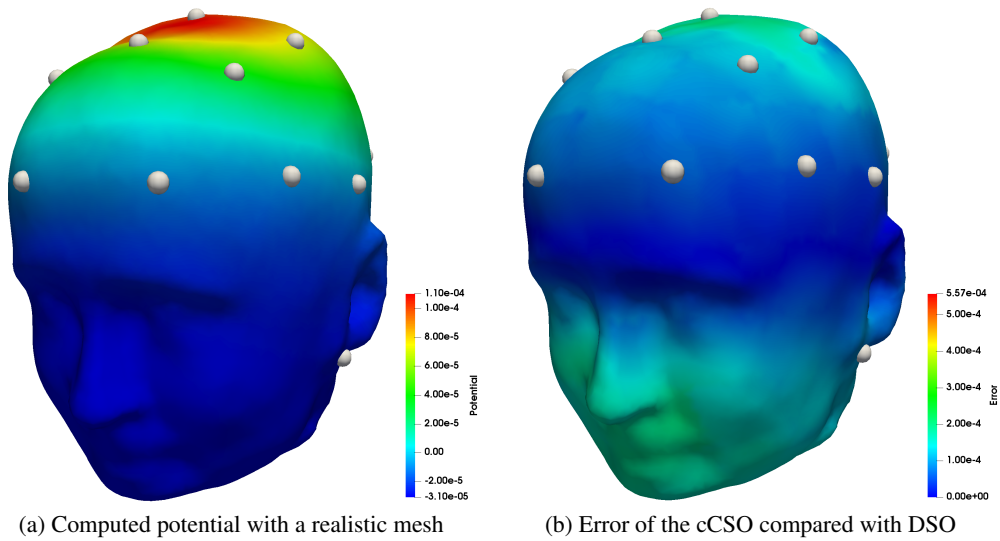 1.10e-04
1.00e-4
8.00e-5
6.00e-5
4.00e-5
2.00e-5
0.00
-2.00e-5
-3.10e-05
Potential
5.57e-04
5.00e-4
4.00e-4
3.00e-4
2.00e-4
1.00e-4
0.00e+00
Error
(a) Computed potential with a realistic mesh
(b) Error of the cCSO compared with DSO